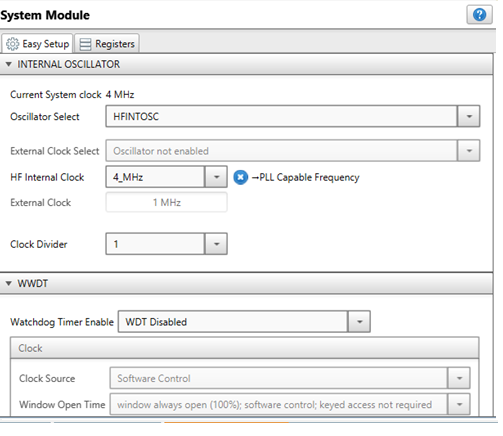 System Module
?
Easy Setup Registers
INTERNAL OSCILLATOR
Current System clock 4 MHz
Oscillator Select HFINTOSC
External Clock Select Oscillator not enabled
HF Internal Clock 4_MHz →PLL Capable Frequency
External Clock 1 MHz
Clock Divider 1
WWDT
Watchdog Timer Enable WDT Disabled
Clock
Clock Source Software Control
Window Open Time window always open (100%); software control; keyed access not required